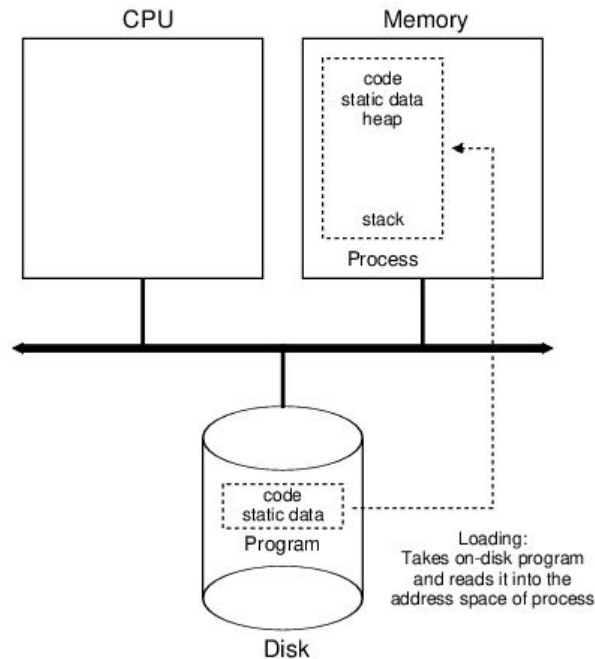 CPU
Memory
code
static data
heap
stack
Process
code
static data
Program
Loading:
Takes on-disk program
and reads it into the
address space of process
Disk